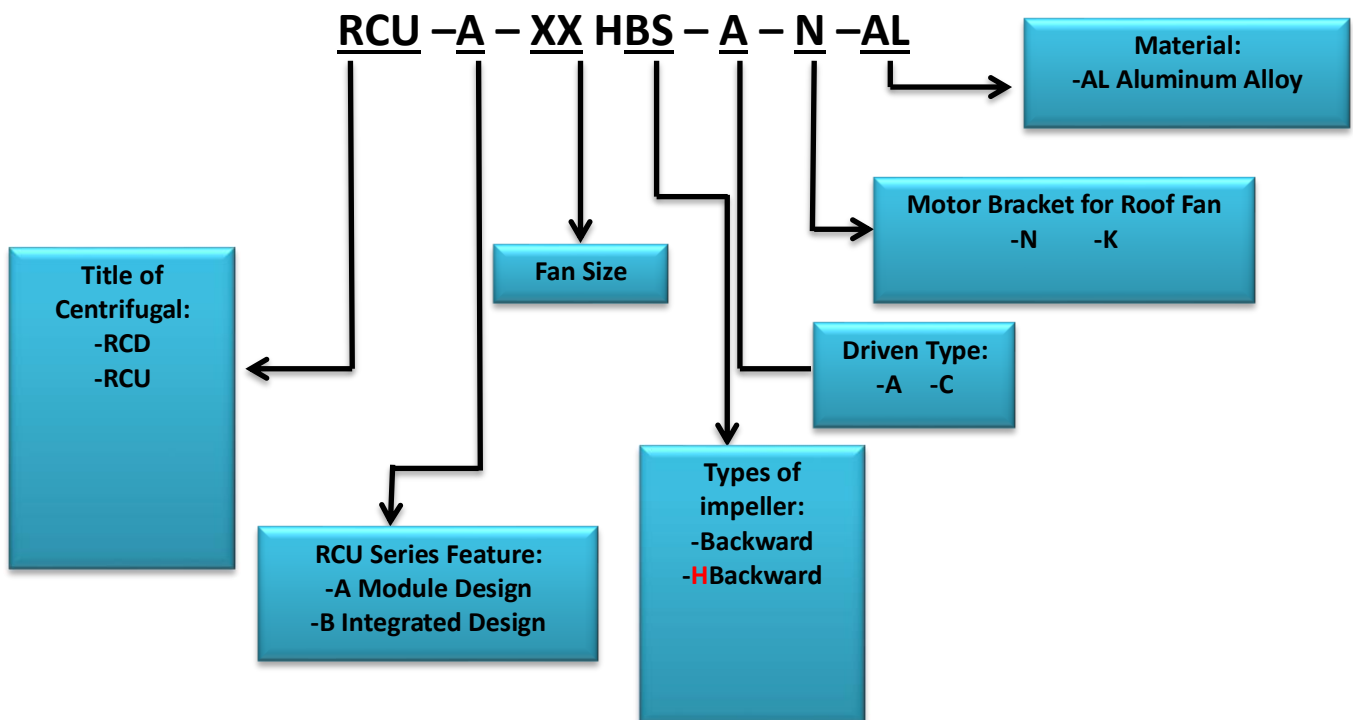 RCU –A – XX HBS – A – N –AL
Material:
-AL Aluminum Alloy
Motor Bracket for Roof Fan
-N -K
Fan Size
Title of
Centrifugal:
-RCD
-RCU
Driven Type:
-A -C
Types of
impeller:
-Backward
-HBackward
RCU Series Feature:
-A Module Design
-B Integrated Design